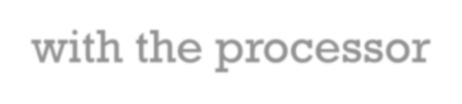 with the processor